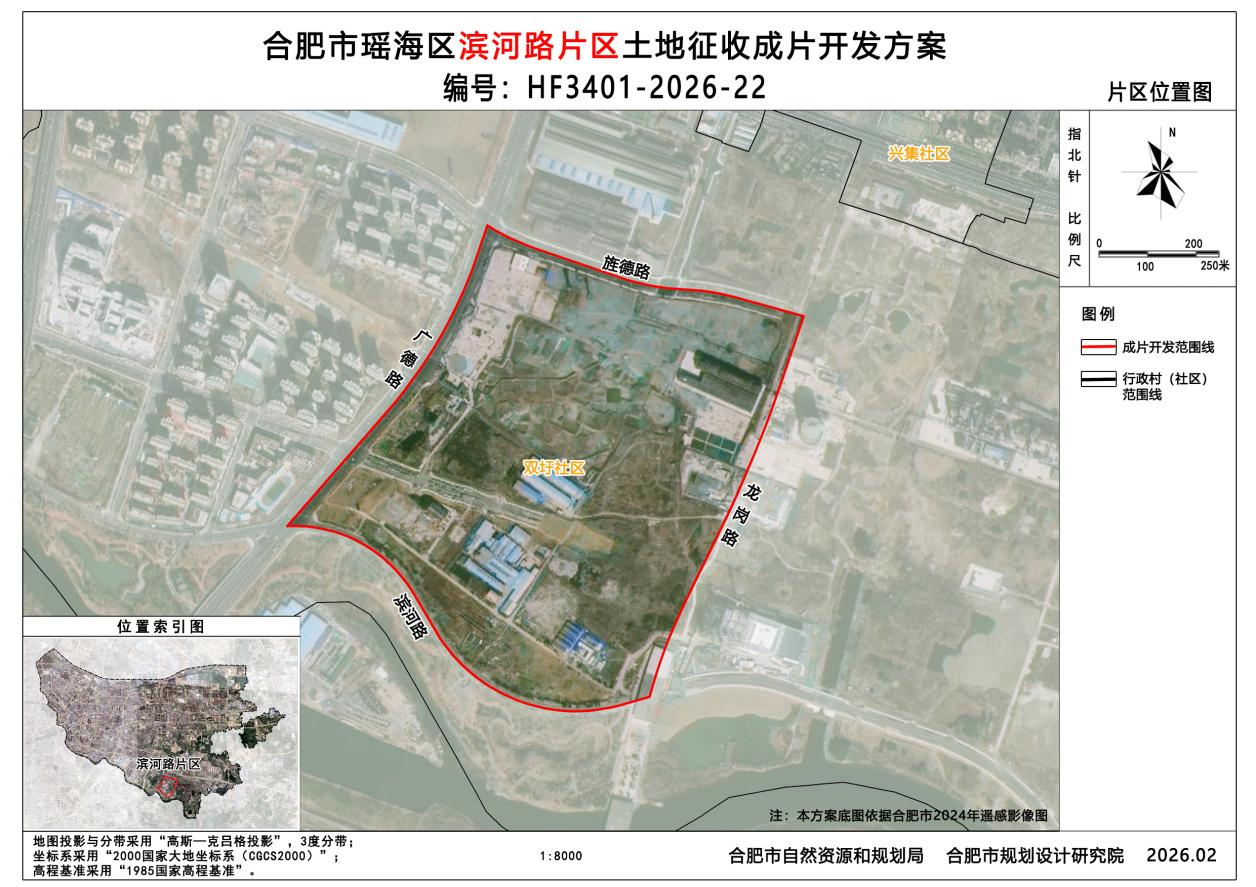 合肥市瑶海区滨河路片区土地征收成片开发方案
编号：HF3401-2026-22
片区位置图
指北针
N
比例尺
0 200
100 250米
图例
成片开发范围线
行政村（社区）
范围线
兴集社区
旌德路
广德路
双圩社区
龙岗路
滨河路
位置索引图
滨河路片区
注：本方案底图依据合肥市2024年遥感影像图
地图投影与分带采用“高斯—克吕格投影”，3度分带；
坐标系采用“2000国家大地坐标系（CGCS2000）”；
高程基准采用“1985国家高程基准”。
1:8000
合肥市自然资源和规划局 合肥市规划设计研究院 2026.02